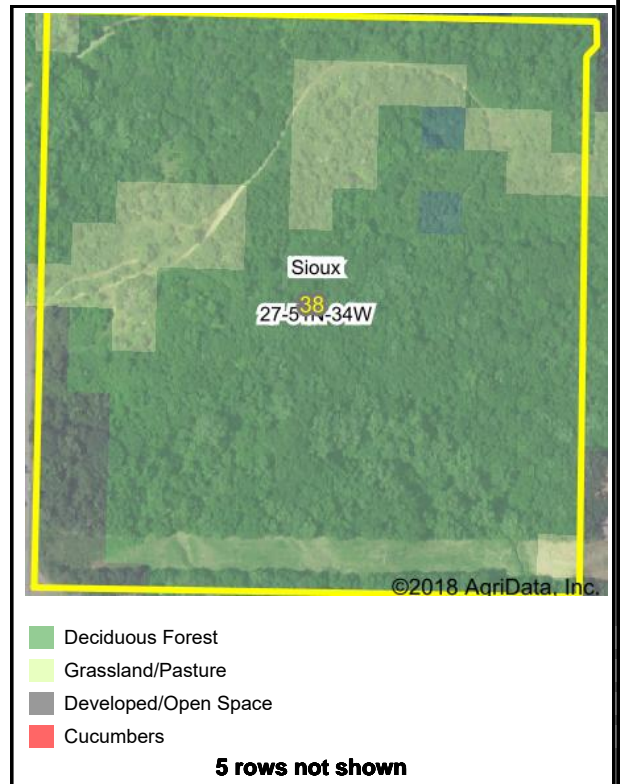 Sioux
38
27-51N-34W
©2018 AgriData, Inc.
Deciduous Forest
Grassland/Pasture
Developed/Open Space
Cucumbers
5 rows not shown